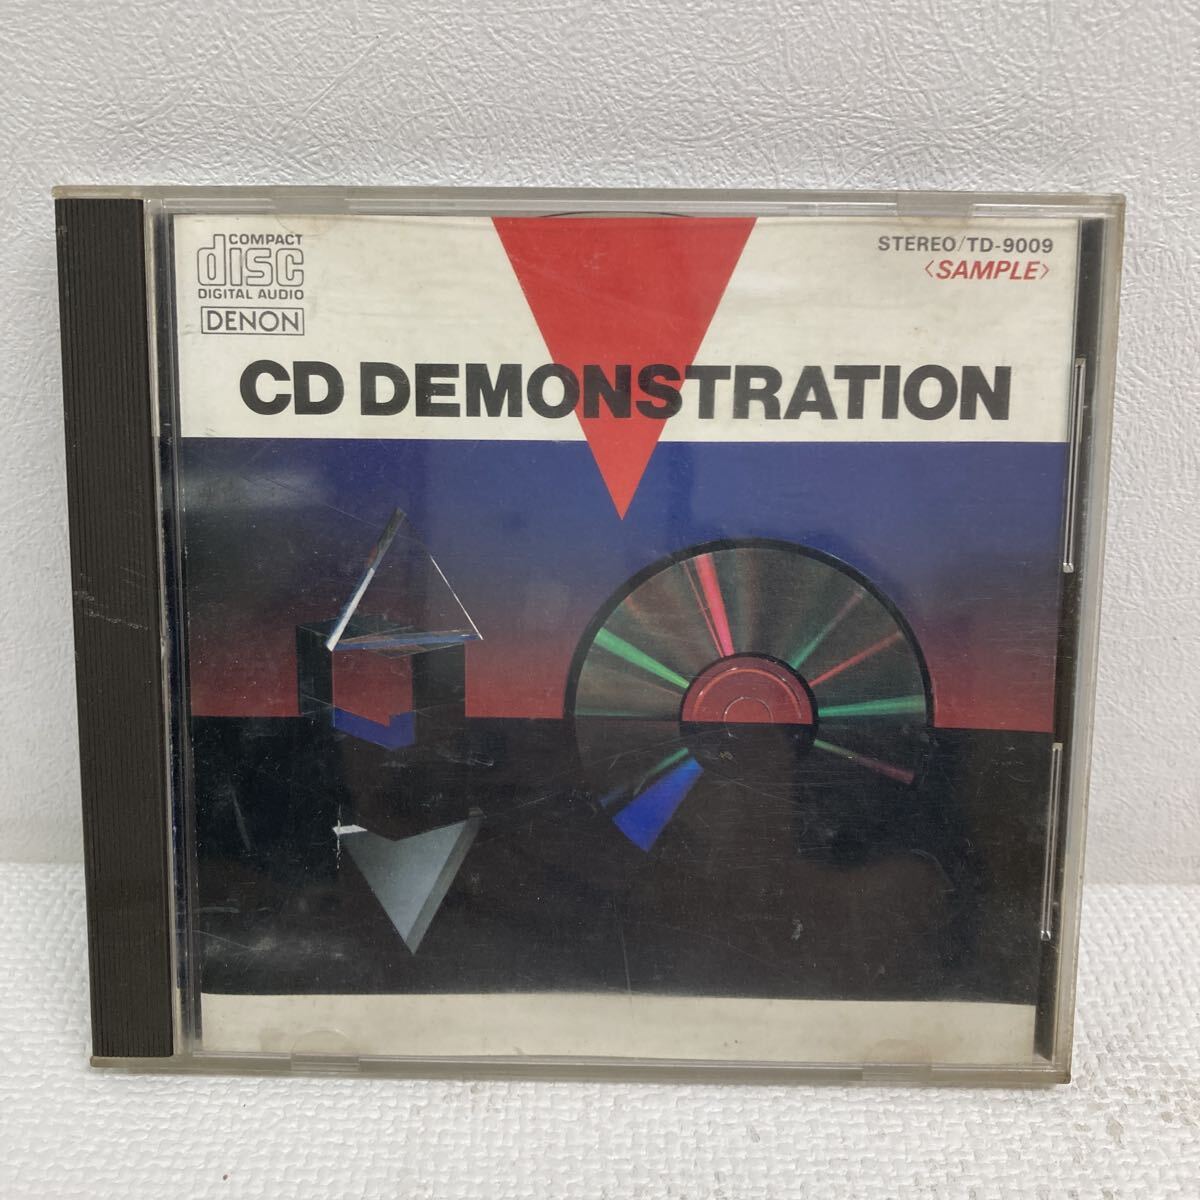 COMPACT
disc
DIGITAL AUDIO
DENON
STEREO/TD-9009
〈SAMPLE〉
CD DEMONSTRATION